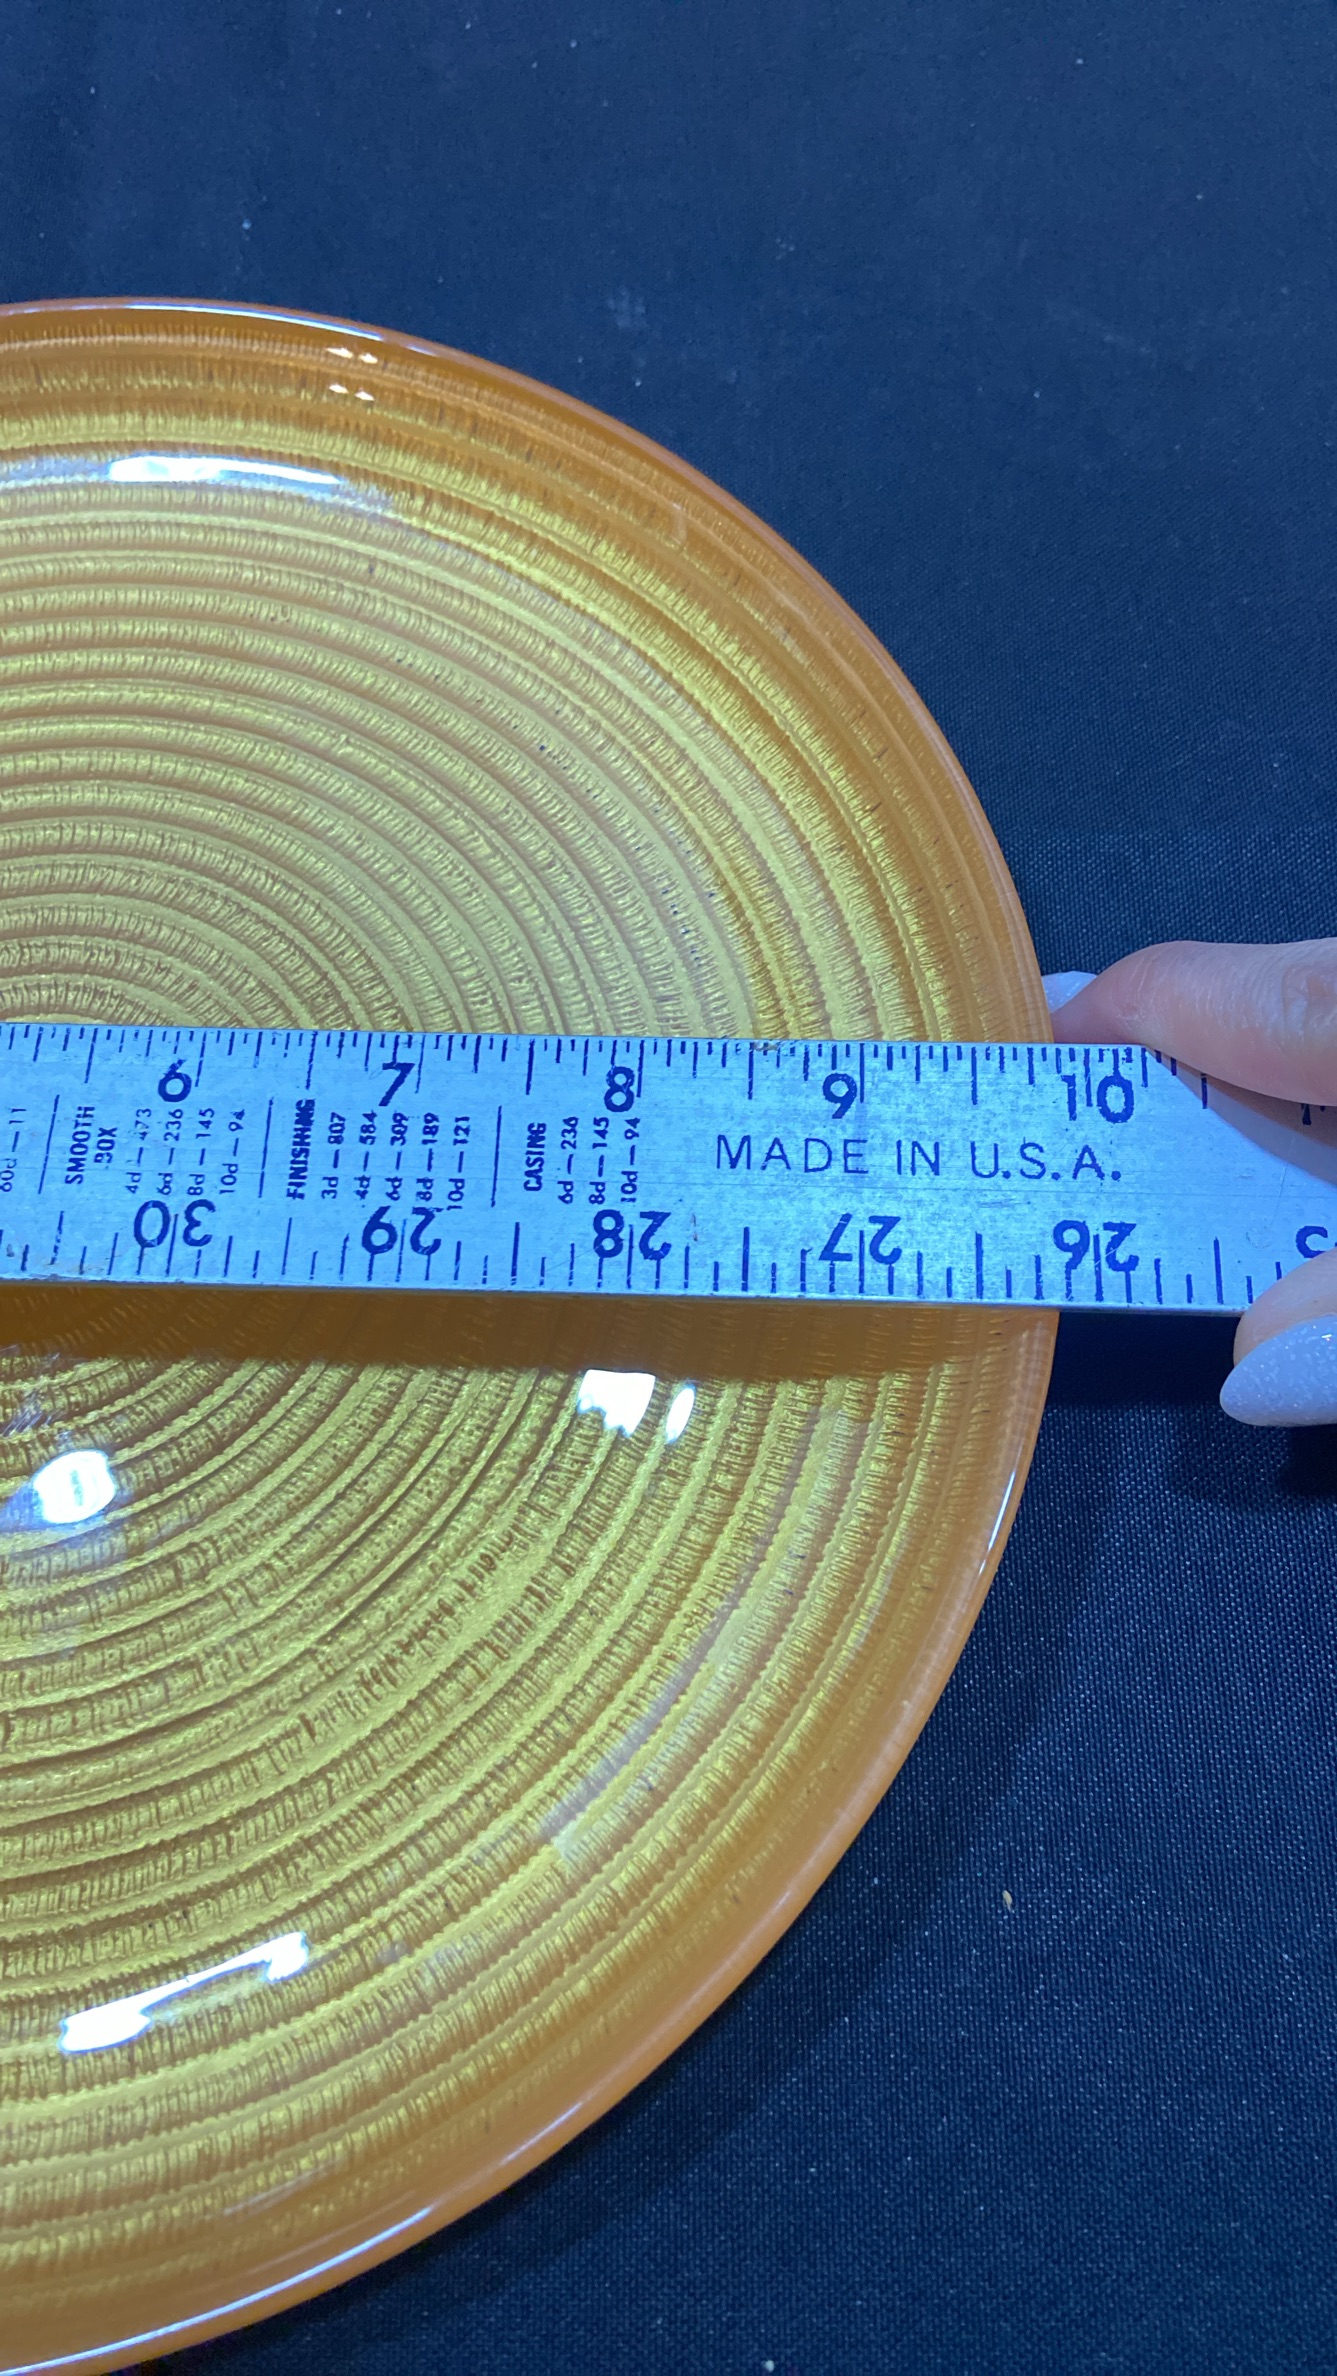 6 7 8 9 10
60d—11
SMOOTH
BOX
4d—473
6d—236
8d—145
10d—94
FINISHING
3d—807
4d—584
6d—309
8d—189
10d—121
CASING
6d—236
8d—145
10d—94
MADE IN U.S.A.
30 29 28 27 26